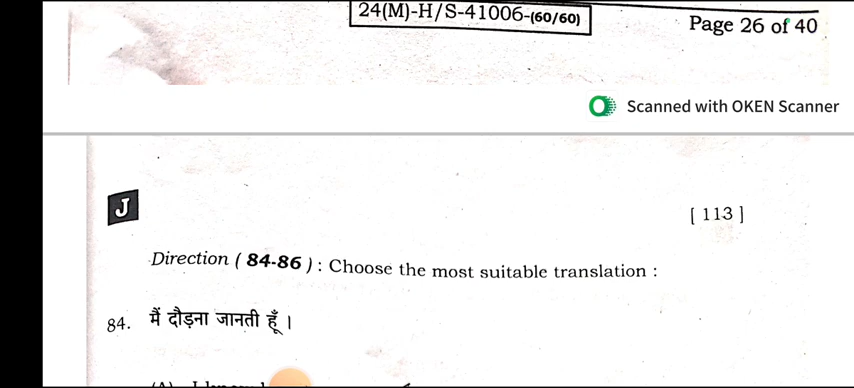 24(M)-H/S-41006-(60/60)
Page 26 of 40
Scanned with OKEN Scanner
J
[ 113 ]
Direction ( 84-86 ) : Choose the most suitable translation :
84. मैं दौड़ना जानती हूँ ।